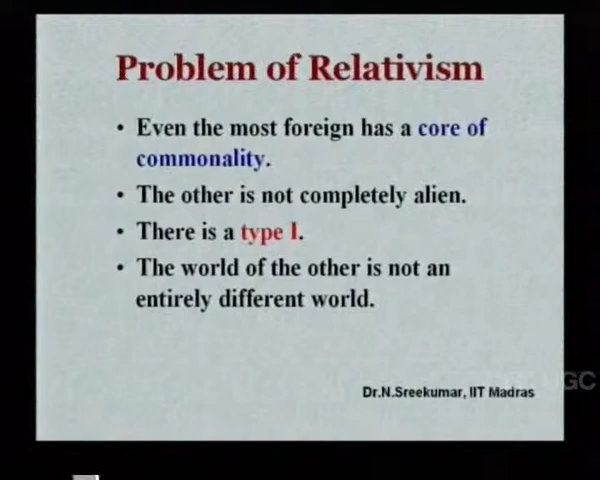 Problem of Relativism
• Even the most foreign has a core of
commonality.
• The other is not completely alien.
• There is a type I.
• The world of the other is not an
entirely different world.
GC
Dr.N.Sreekumar, IIT Madras